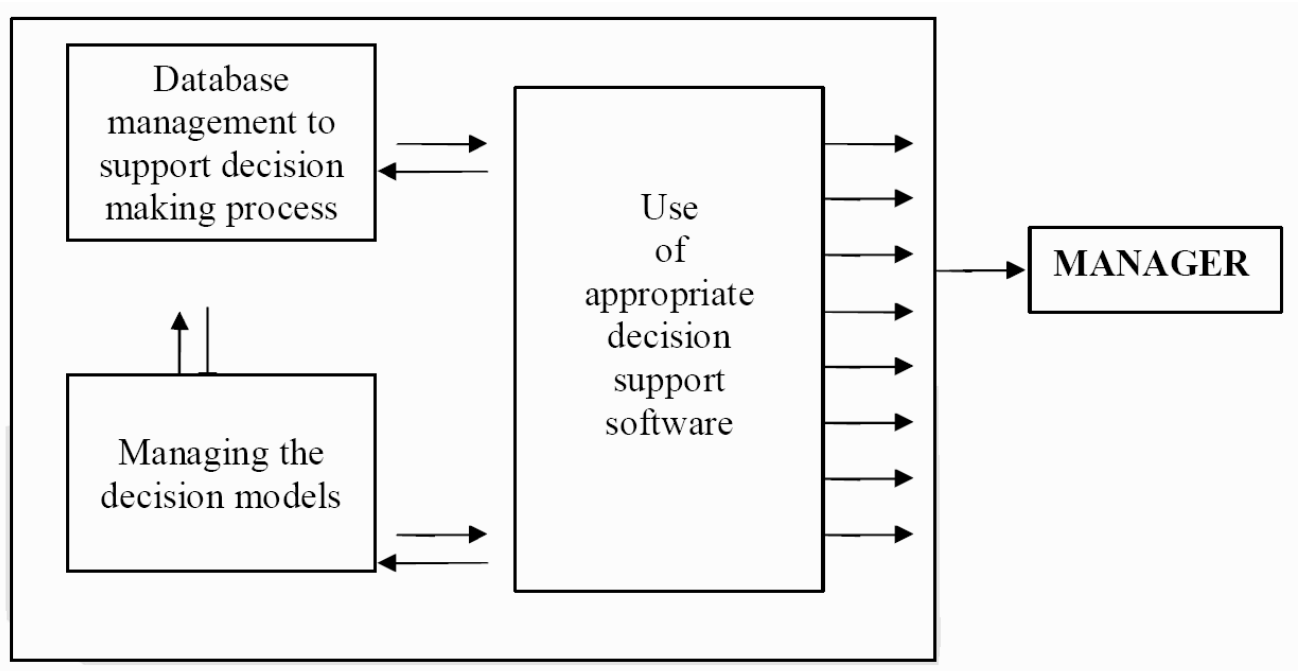 Database
management to
support decision
making process
Use
of
appropriate
decision
support
software
MANAGER
Managing the
decision models